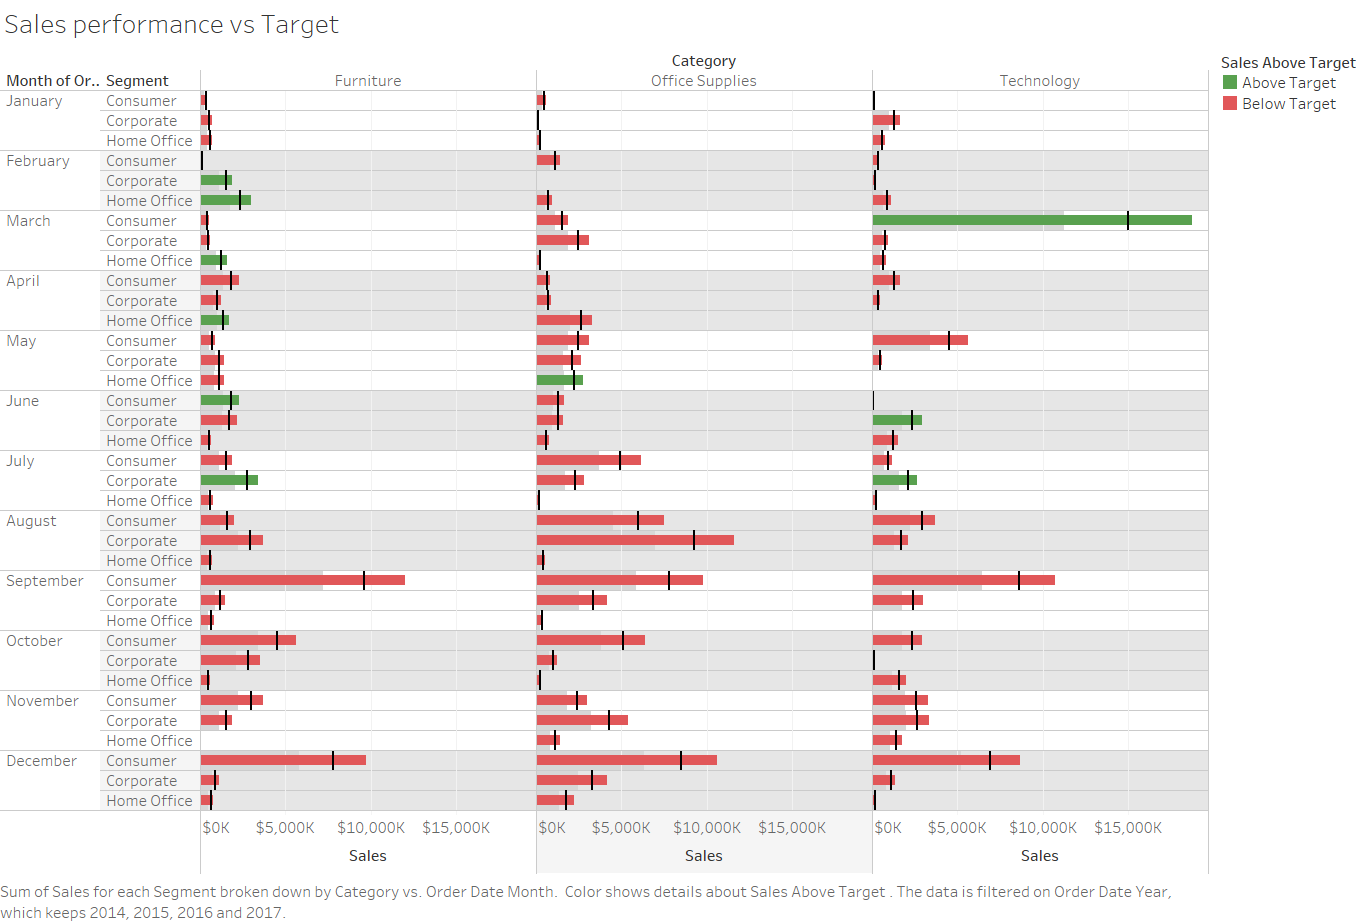 Sales performance vs Target
Category
Month of Or.. Segment Furniture Office Supplies Technology
Sales Above Target
Above Target
Below Target
January Consumer
Corporate
Home Office
February Consumer
Corporate
Home Office
March Consumer
Corporate
Home Office
April Consumer
Corporate
Home Office
May Consumer
Corporate
Home Office
June Consumer
Corporate
Home Office
July Consumer
Corporate
Home Office
August Consumer
Corporate
Home Office
September Consumer
Corporate
Home Office
October Consumer
Corporate
Home Office
November Consumer
Corporate
Home Office
December Consumer
Corporate
Home Office
$0K $5,000K $10,000K $15,000K $0K $5,000K $10,000K $15,000K $0K $5,000K $10,000K $15,000K
Sales Sales Sales
Sum of Sales for each Segment broken down by Category vs. Order Date Month. Color shows details about Sales Above Target . The data is filtered on Order Date Year,
which keeps 2014, 2015, 2016 and 2017.